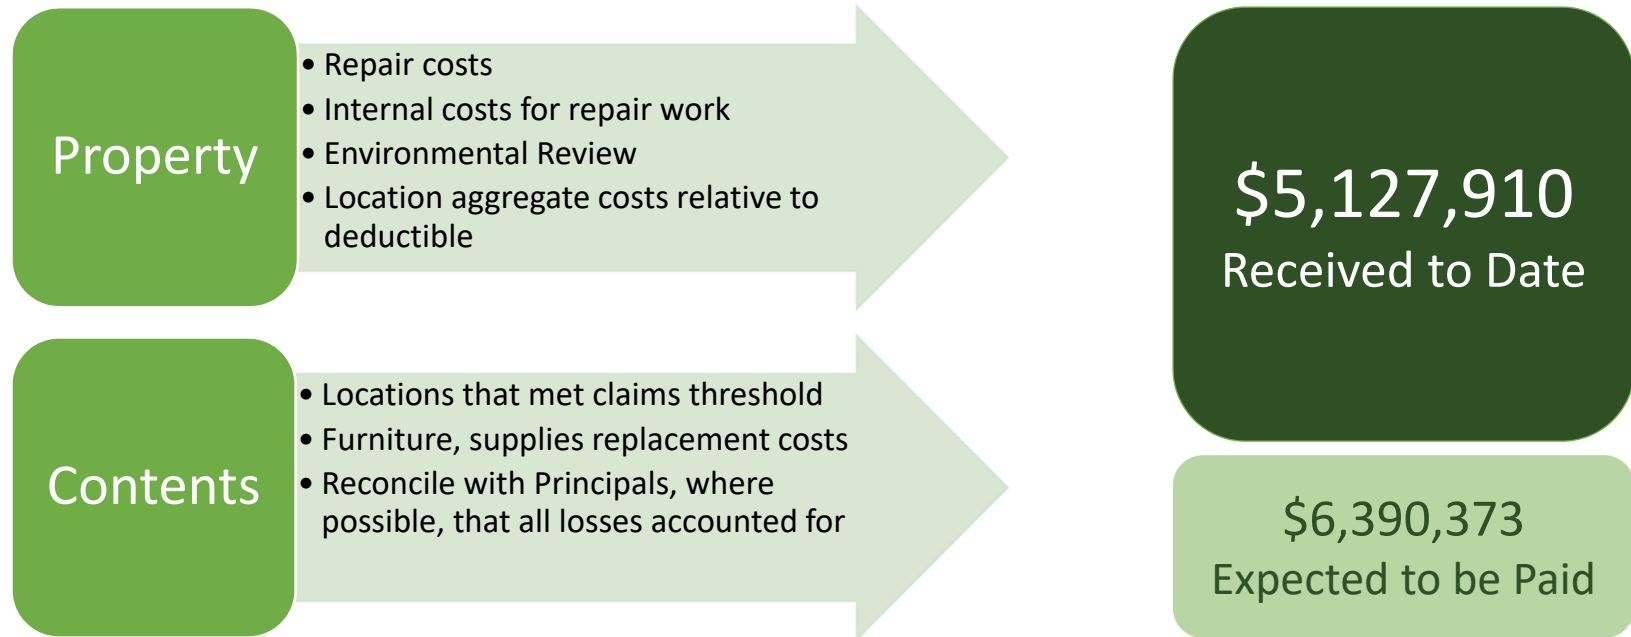 Property
• Repair costs
• Internal costs for repair work
• Environmental Review
• Location aggregate costs relative to
deductible
Contents
• Locations that met claims threshold
• Furniture, supplies replacement costs
• Reconcile with Principals, where
possible, that all losses accounted for
$5,127,910
Received to Date
$6,390,373
Expected to be Paid